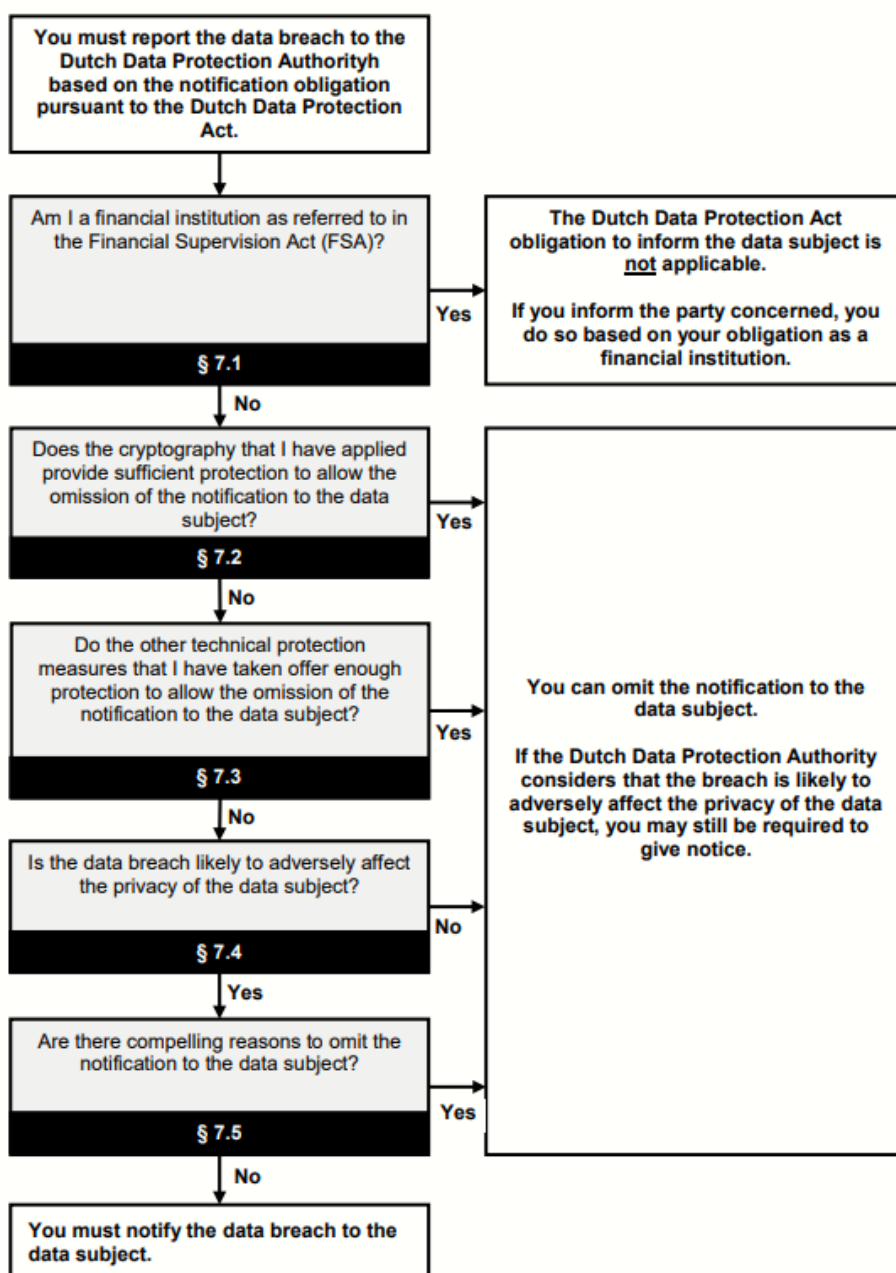 You must report the data breach to the
Dutch Data Protection Authorityh
based on the notification obligation
pursuant to the Dutch Data Protection
Act.
Am I a financial institution as referred to in
the Financial Supervision Act (FSA)?
§ 7.1
Yes
The Dutch Data Protection Act
obligation to inform the data subject is
not applicable.
If you inform the party concerned, you
do so based on your obligation as a
financial institution.
No
Does the cryptography that I have applied
provide sufficient protection to allow the
omission of the notification to the data
subject?
§ 7.2
Yes
No
Do the other technical protection
measures that I have taken offer enough
protection to allow the omission of the
notification to the data subject?
§ 7.3
Yes
You can omit the notification to the
data subject.
If the Dutch Data Protection Authority
considers that the breach is likely to
adversely affect the privacy of the data
subject, you may still be required to
give notice.
No
Is the data breach likely to adversely affect
the privacy of the data subject?
§ 7.4
No
Yes
Are there compelling reasons to omit the
notification to the data subject?
§ 7.5
Yes
No
You must notify the data breach to the
data subject.